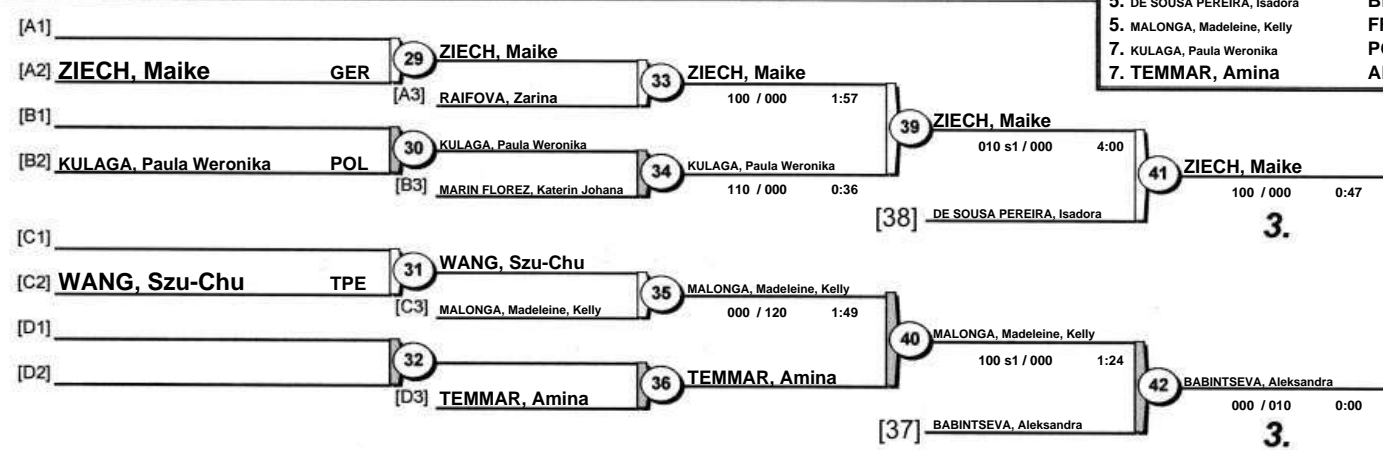 5. DE SOUSA PEREIRA, Isadora
5. MALONGA, Madeleine, Kelly
7. KULAGA, Paula Weronika
7. TEMMAR, Amina
[A1]
[A2] ZIECH, Maike GER
29
ZIECH, Maike
[A3] RAIFOVA, Zarina
33
ZIECH, Maike
100 / 000 1:57
[B1]
[B2] KULAGA, Paula Weronika POL
30
KULAGA, Paula Weronika
[B3] MARIN FLOREZ, Katerin Johana
34
KULAGA, Paula Weronika
110 / 000 0:36
39
ZIECH, Maike
010 s1 / 000 4:00
[38] DE SOUSA PEREIRA, Isadora
41
ZIECH, Maike
100 / 000 0:47
3.
[C1]
[C2] WANG, Szu-Chu TPE
31
WANG, Szu-Chu
[C3] MALONGA, Madeleine, Kelly
35
MALONGA, Madeleine, Kelly
000 / 120 1:49
[D1]
[D2]
32
[D3] TEMMAR, Amina
36
TEMMAR, Amina
40
MALONGA, Madeleine, Kelly
100 s1 / 000 1:24
[37] BABINTSEVA, Aleksandra
42
BABINTSEVA, Aleksandra
000 / 010 0:00
3.